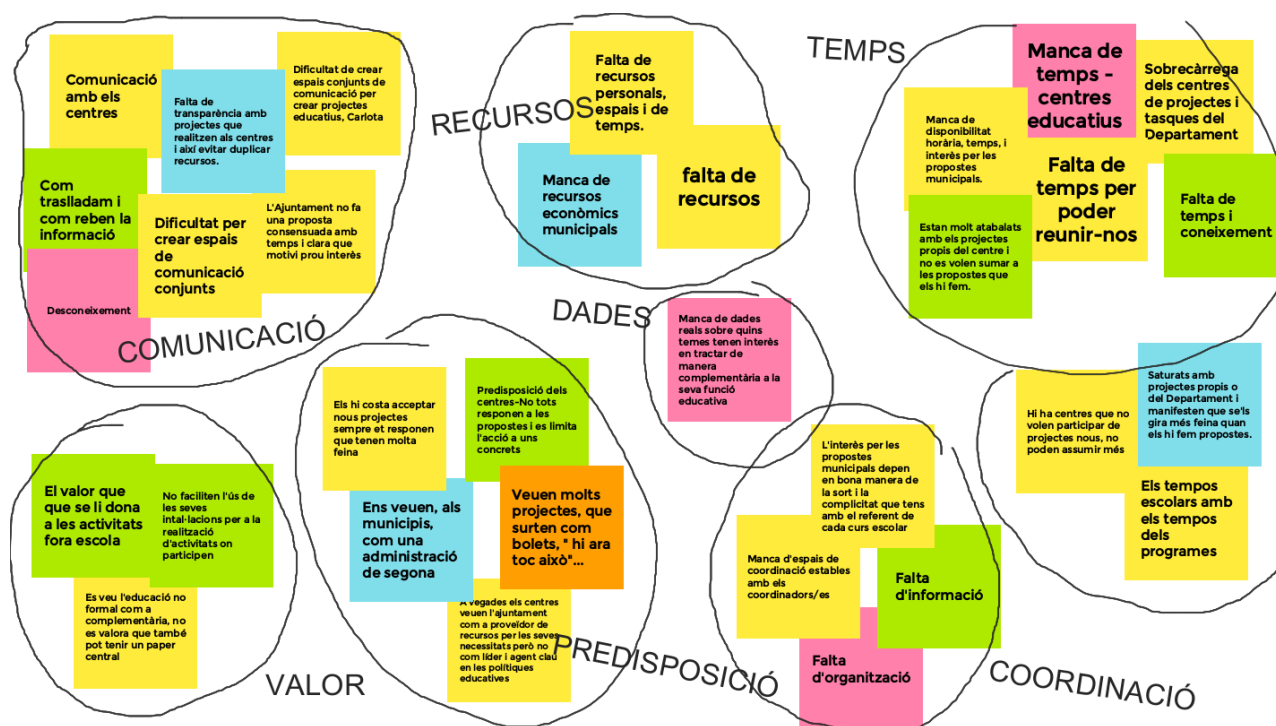 Comunicació
amb els
centres
Falta de
transparència amb
projectes que
realitzen als centres
i així evitar duplicar
recursos.
Dificultat de crear
espais conjunts de
comunicació per
crear projectes
educatius, Carlota
Com
traslladam i
com reben la
informació
Dificultat per
crear espais
de
comunicació
conjunts
L'Ajuntament no fa
una proposta
consensuada amb
temps i clara que
motivi prou interès
Desconeixement
COMUNICACIÓ
RECURSOS
Falta de
recursos
personals,
espais i de
temps.
Manca de
recursos
econòmics
municipals
falta de
recursos
TEMPS
Manca de
temps -
centres
educatius
Sobrecàrrega
dels centres
de projectes i
tasques del
Departament
Manca de
disponibilitat
horària, temps, i
interès per les
propostes
municipals.
Falta de
temps per
poder
reunir-nos
Falta de
temps i
coneixement
Estan molt atabalats
amb els projectes
propis del centre i
no es volen sumar a
les propostes que
els hi fem.
DADES
Manca de dades
reals sobre quins
temes tenen interès
en tractar de
manera
complementària a la
seva funció
educativa
Hi ha centres que no
volen participar de
projectes nous, no
poden assumir més
Saturats amb
projectes propis o
del Departament i
manifesten que se'ls
gira més feina quan
els hi fem propostes.
Els tempos
escolars amb
els tempos
dels
programes
El valor que
que se li dona
a les activitats
fora escola
No faciliten l'ús de
les seves
intal·lacions per a la
realització
d'activitats on
participen
Es veu l'educació no
formal com a
complementària, no
es valora que també
pot tenir un paper
central
VALOR
Els hi costa acceptar
nous projectes
sempre et responen
que tenen molta
feina
Predisposició dels
centres-No tots
responen a les
propostes i es limita
l'acció a uns
concrets
Ens veuen, als
municipis,
com una
administració
de segona
Veuen molts
projectes, que
surten com
bolets, " hi ara
toc això"...
A vegades els centres
veuen l'ajuntament
com a proveïdor de
recursos per les seves
necessitats però no
com líder i agent clau
en les polítiques
educatives
PREDISPOSICIÓ
L'interès per les
propostes
municipals depen
en bona manera de
la sort i la
complicitat que tens
amb el referent de
cada curs escolar
Manca d'espais de
coordinació estables
amb els
coordinadors/es
Falta
d'informació
Falta
d'organització
COORDINACIÓ